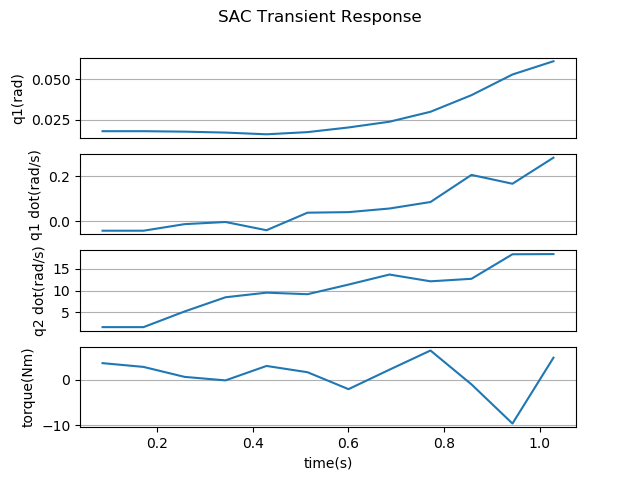 SAC Transient Response
q1(rad)
0.050
0.025
q1 dot(rad/s)
0.2
0.0
q2 dot(rad/s)
15
10
5
torque(Nm)
0
−10
0.2 0.4 0.6 0.8 1.0
time(s)